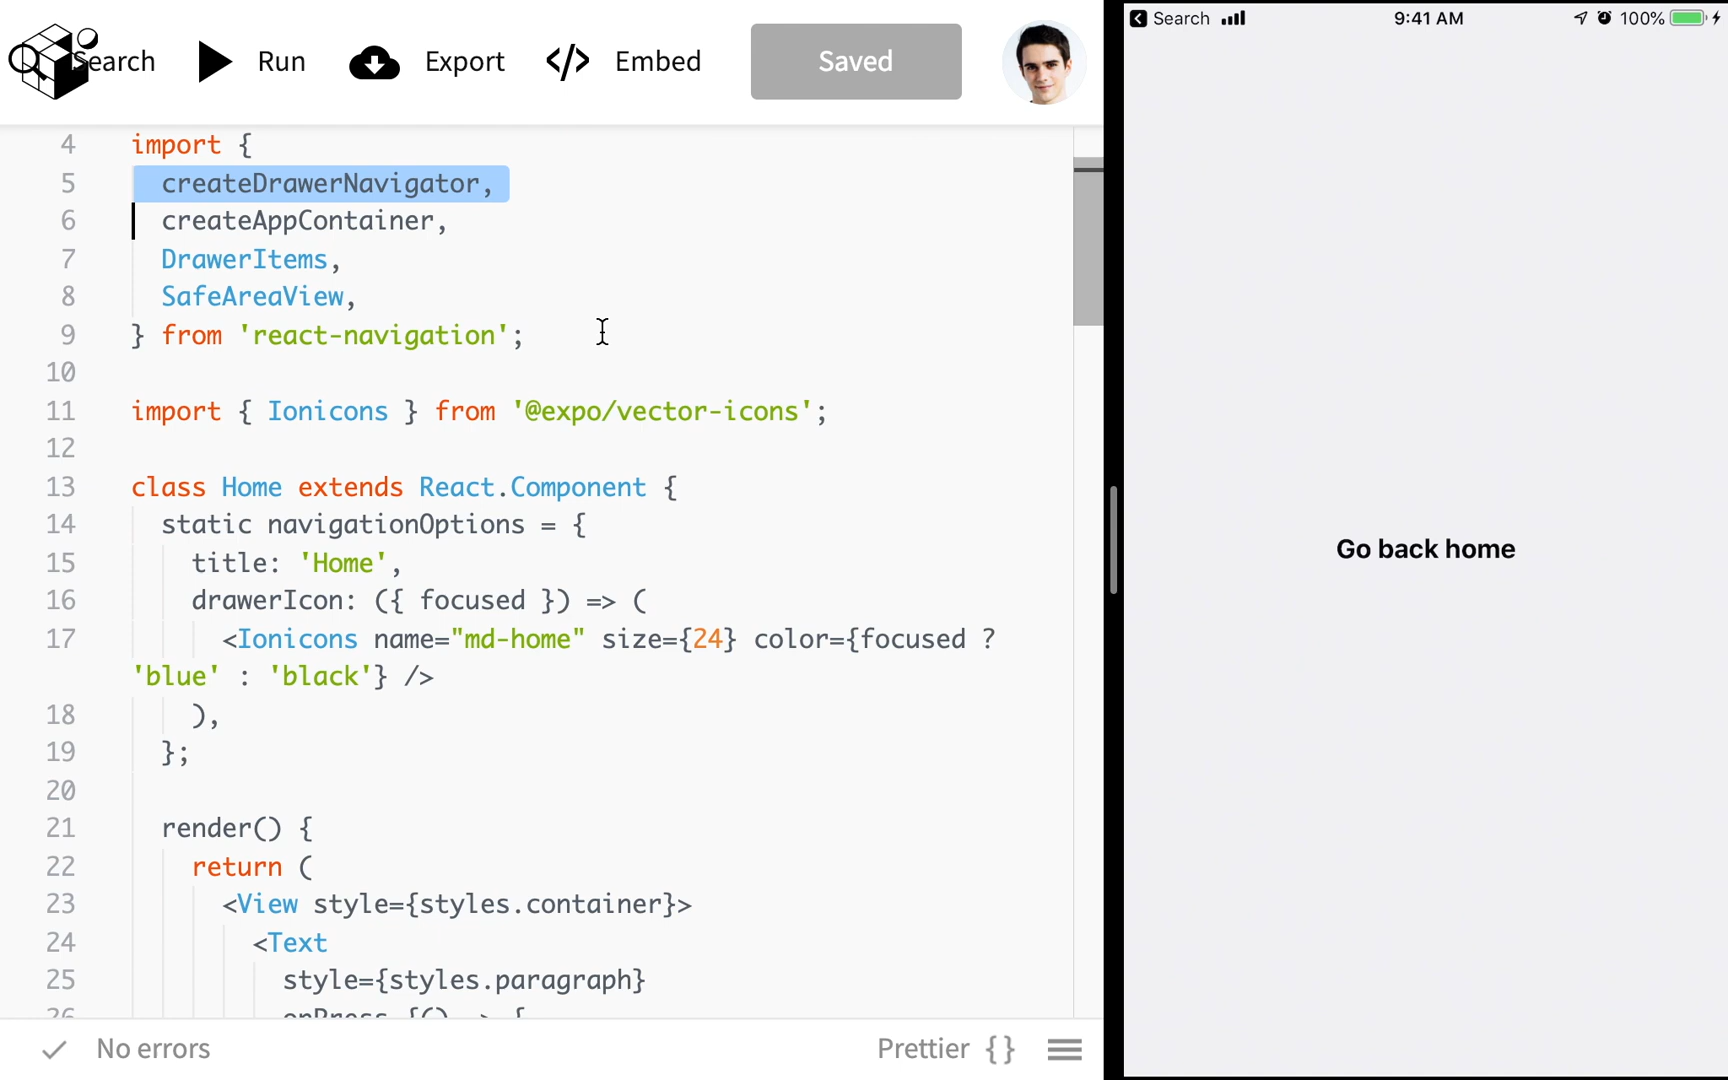 Search Run Export </> Embed Saved
4 import {
5 createDrawerNavigator,
6 createAppContainer,
7 DrawerItems,
8 SafeAreaView,
9 } from 'react-navigation';
10
11 import { Ionicons } from '@expo/vector-icons';
12
13 class Home extends React.Component {
14 static navigationOptions = {
15 title: 'Home',
16 drawerIcon: ({ focused }) => (
17 <Ionicons name="md-home" size={24} color={focused ?
'blue' : 'black'} />
18 ),
19 };
20
21 render() {
22 return (
23 <View style={styles.container}>
24 <Text
25 style={styles.paragraph}
26 onPress={() => {
No errors Prettier {}
Search 9:41 AM 100%
Go back home